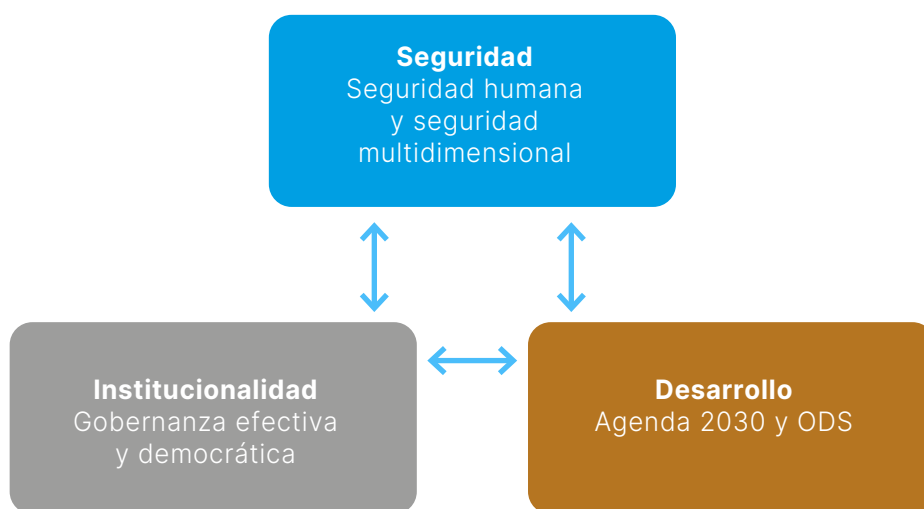 Seguridad
Seguridad humana
y seguridad
multidimensional
Institucionalidad
Gobernanza efectiva
y democrática
Desarrollo
Agenda 2030 y ODS